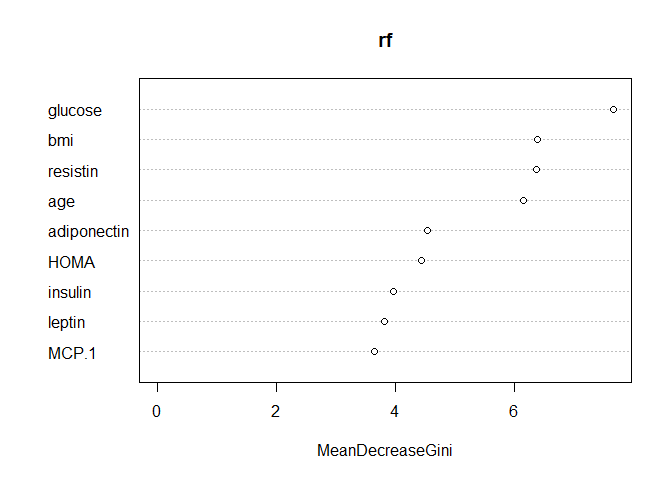 rf
glucose
bmi
resistin
age
adiponectin
HOMA
insulin
leptin
MCP.1
0 2 4 6
MeanDecreaseGini